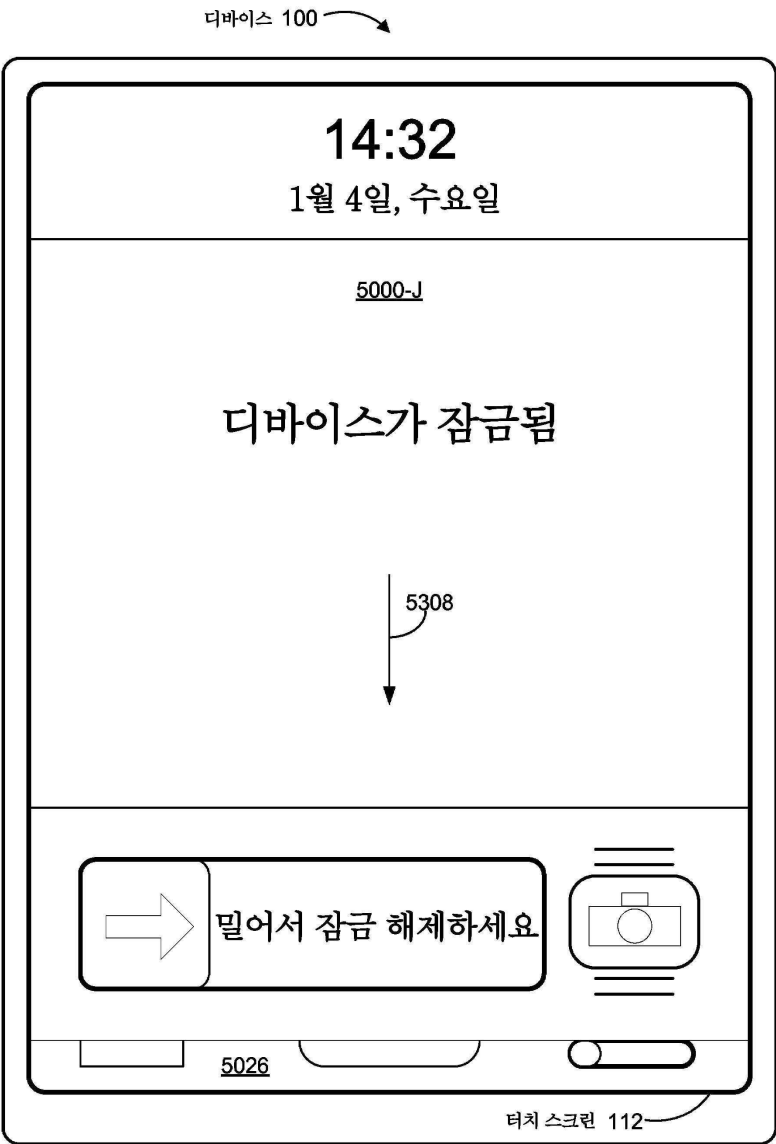 디바이스 100
14:32
1월 4일, 수요일
5000-J
디바이스가 잠금됨
5308
밀어서 잠금 해제하세요
5026
터치 스크린 112